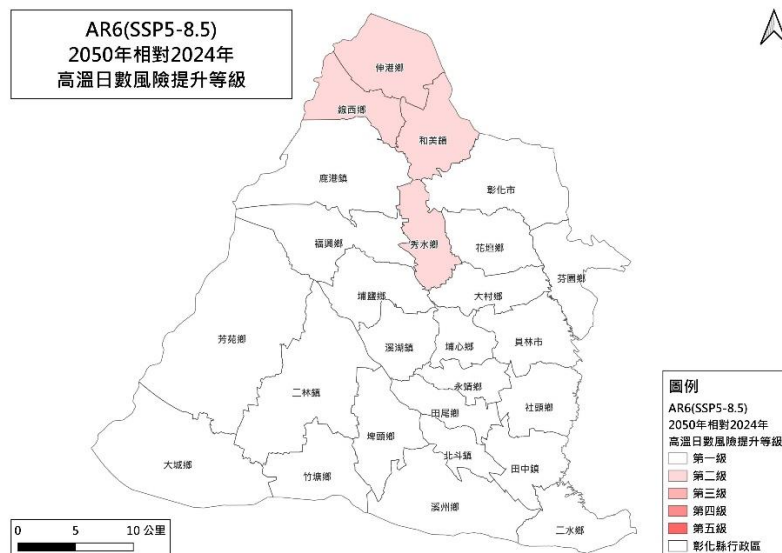 AR6(SSP5-8.5)
2050年相對2024年
高溫日數風險提升等級
伸港鄉
線西鄉
和美鎮
鹿港鎮
彰化市
福興鄉
秀水鄉
花壇鄉
芬園鄉
埔鹽鄉
大村鄉
芳苑鄉
溪湖鎮
埔心鄉
員林市
二林鎮
永靖鄉
田尾鄉
社頭鄉
埤頭鄉
大城鄉
北斗鎮
田中鎮
竹塘鄉
溪州鄉
二水鄉
0 5 10 公里
圖例
AR6(SSP5-8.5)
2050年相對2024年
高溫日數風險提升等級
第一級
第二級
第三級
第四級
第五級
彰化縣行政區